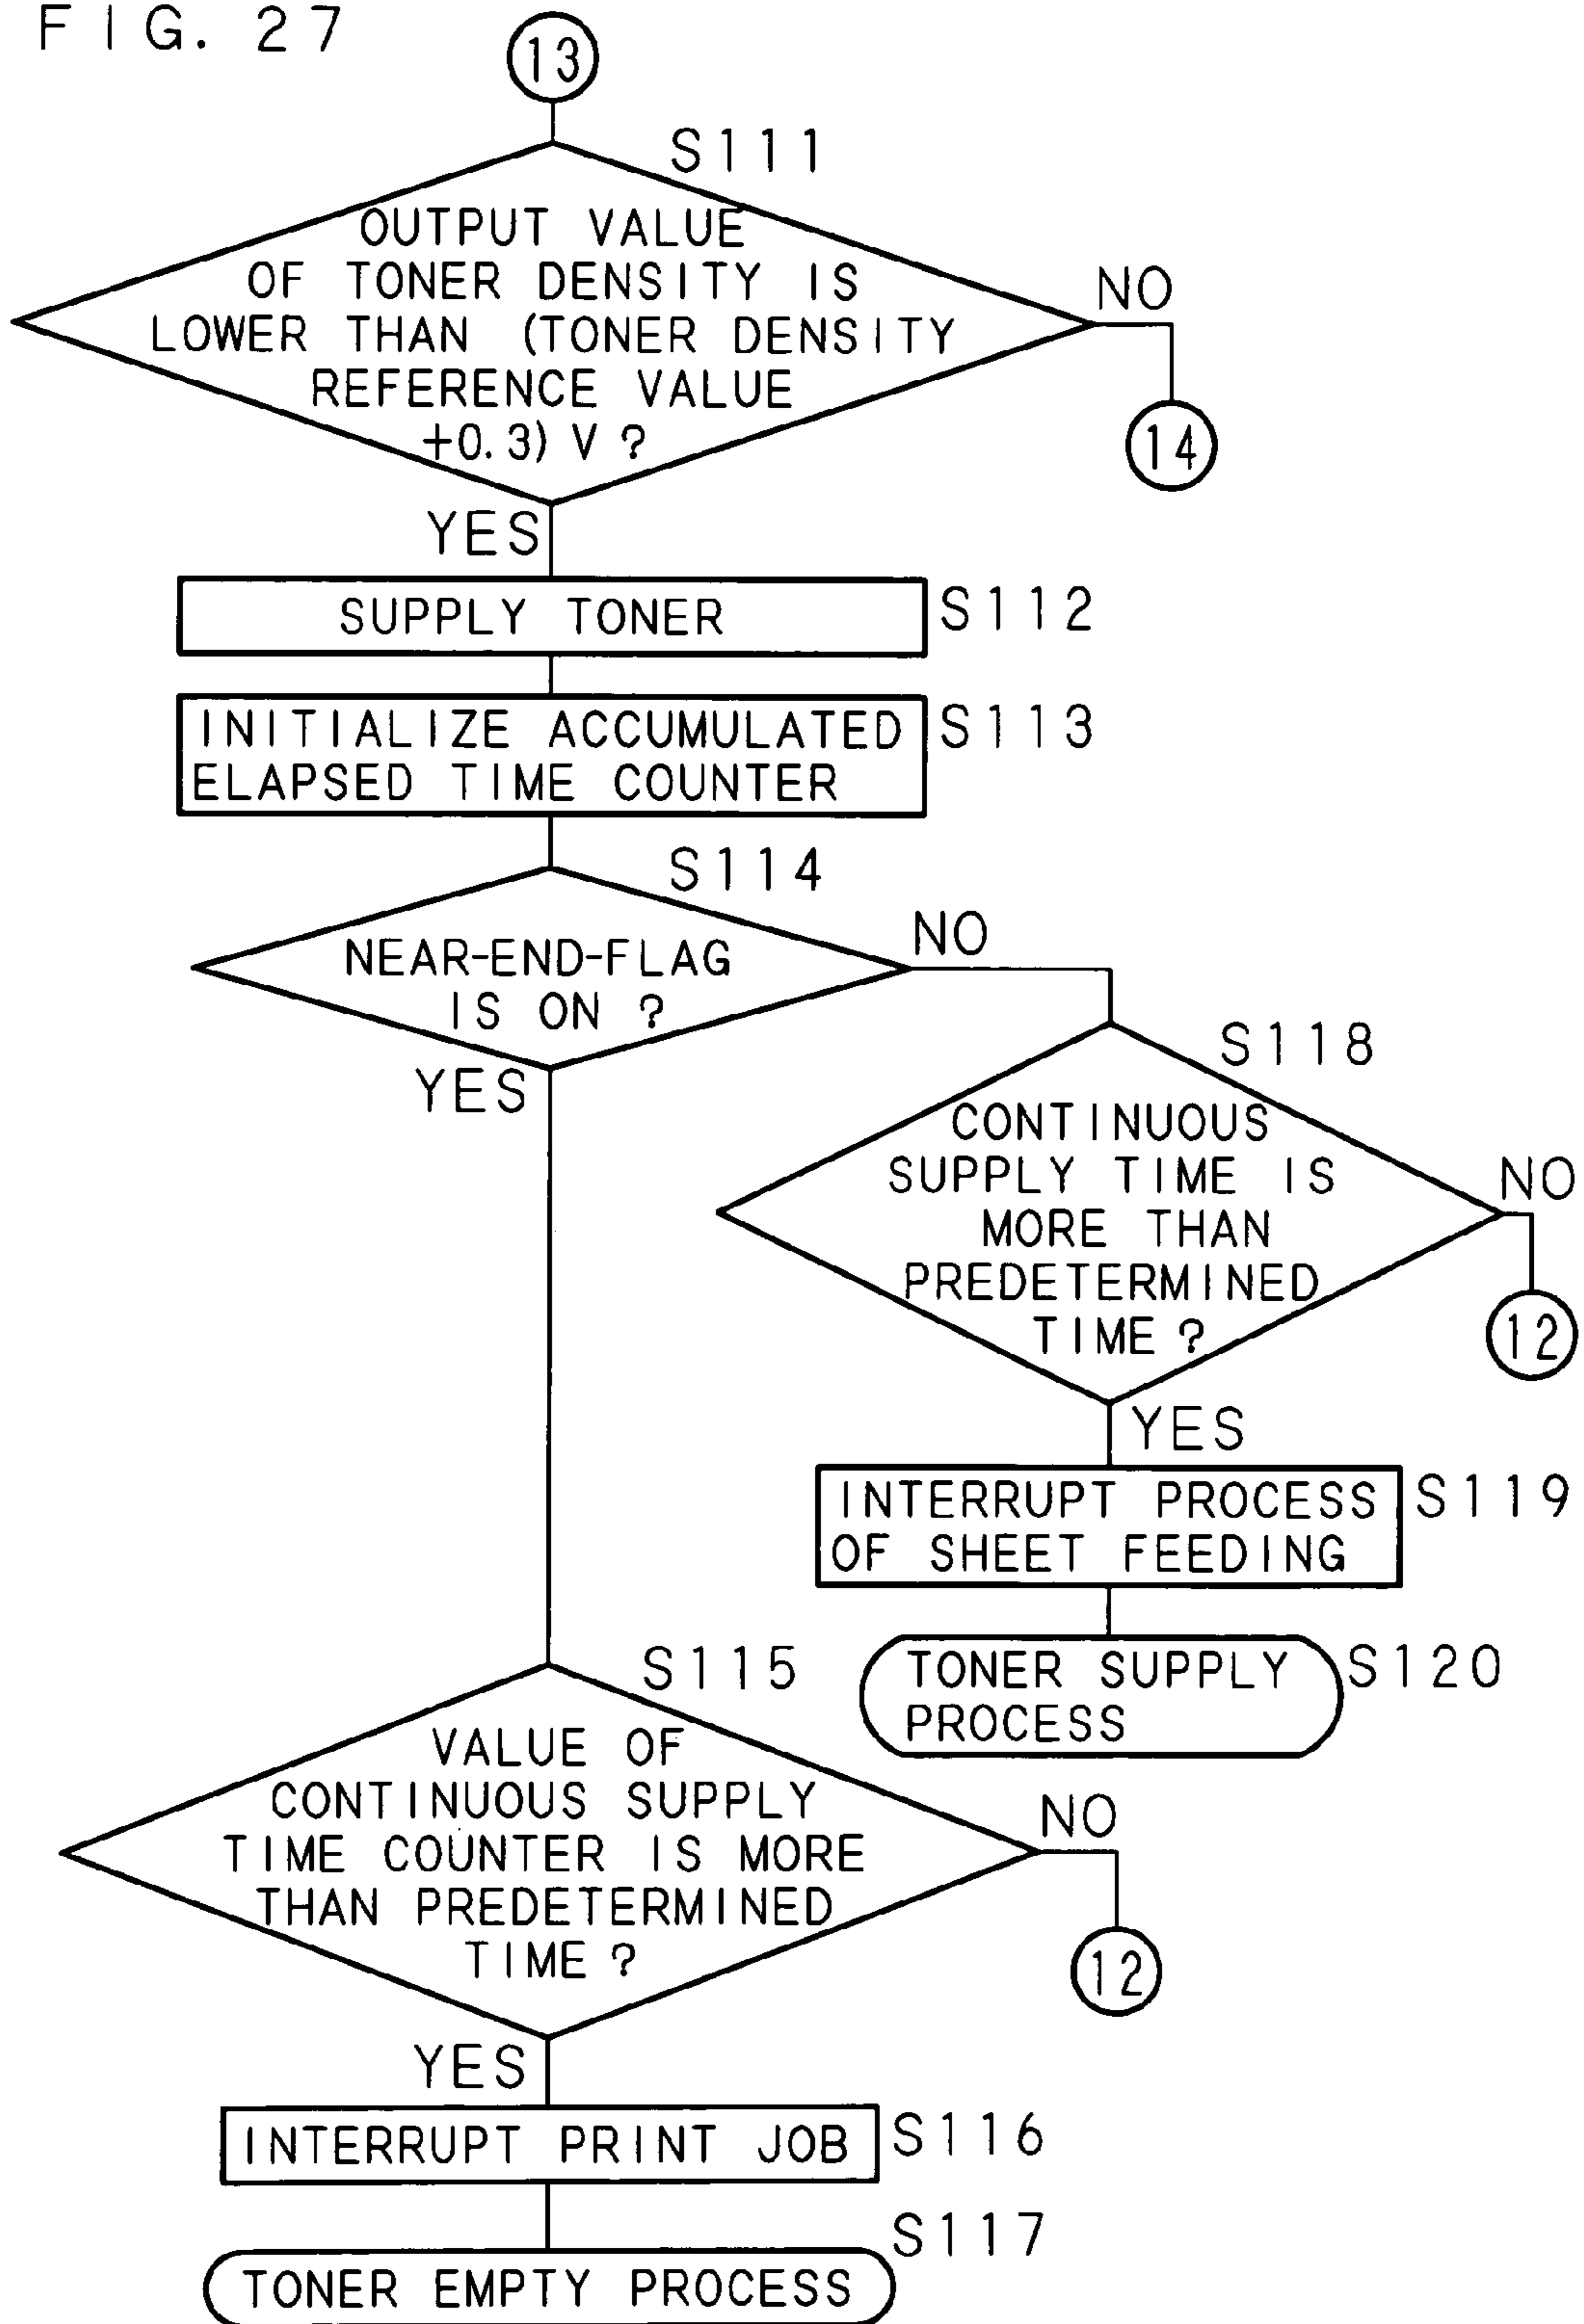 FIG. 27
13
S111
OUTPUT VALUE
OF TONER DENSITY IS
LOWER THAN (TONER DENSITY
REFERENCE VALUE
+0.3) V ?
NO
14
YES
SUPPLY TONER
S112
INITIALIZE ACCUMULATED
ELAPSED TIME COUNTER
S113
S114
NEAR-END-FLAG
IS ON ?
NO
YES
S118
CONTINUOUS
SUPPLY TIME IS
MORE THAN
PREDETERMINED
TIME ?
NO
12
YES
INTERRUPT PROCESS
OF SHEET FEEDING
S119
TONER SUPPLY
PROCESS
S120
S115
VALUE OF
CONTINUOUS SUPPLY
TIME COUNTER IS MORE
THAN PREDETERMINED
TIME ?
NO
12
YES
INTERRUPT PRINT JOB
S116
S117
TONER EMPTY PROCESS